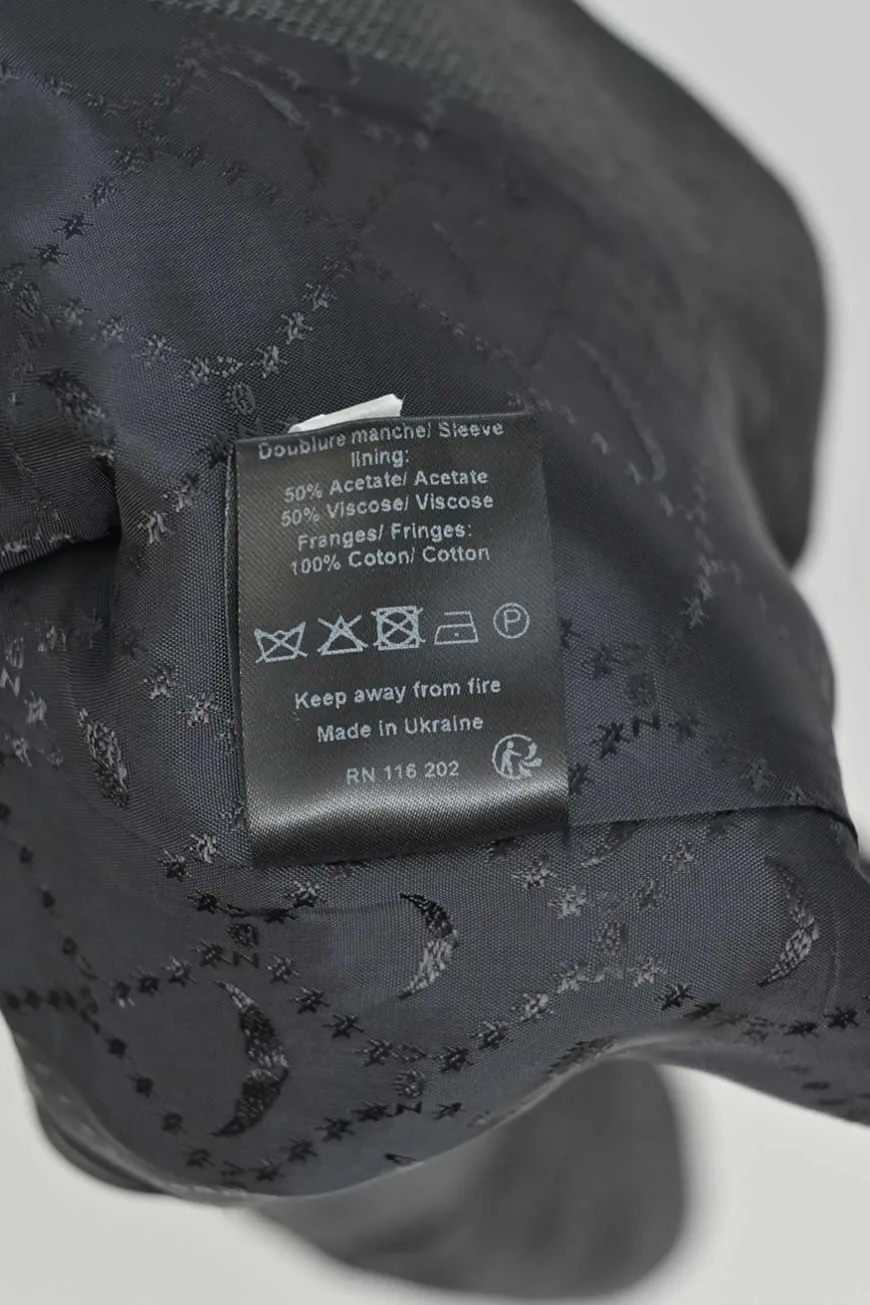 Doublure manche/ Sleeve
lining:
50% Acetate/ Acetate
50% Viscose/ Viscose
Franges/ Fringes:
100% Coton/ Cotton
P
Keep away from fire
Made in Ukraine
RN 116 202